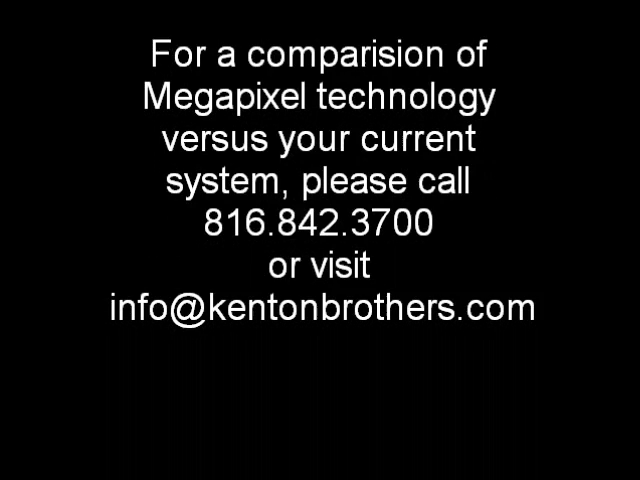 For a comparision of
Megapixel technology
versus your current
system, please call
816.842.3700
or visit
info@kentonbrothers.com